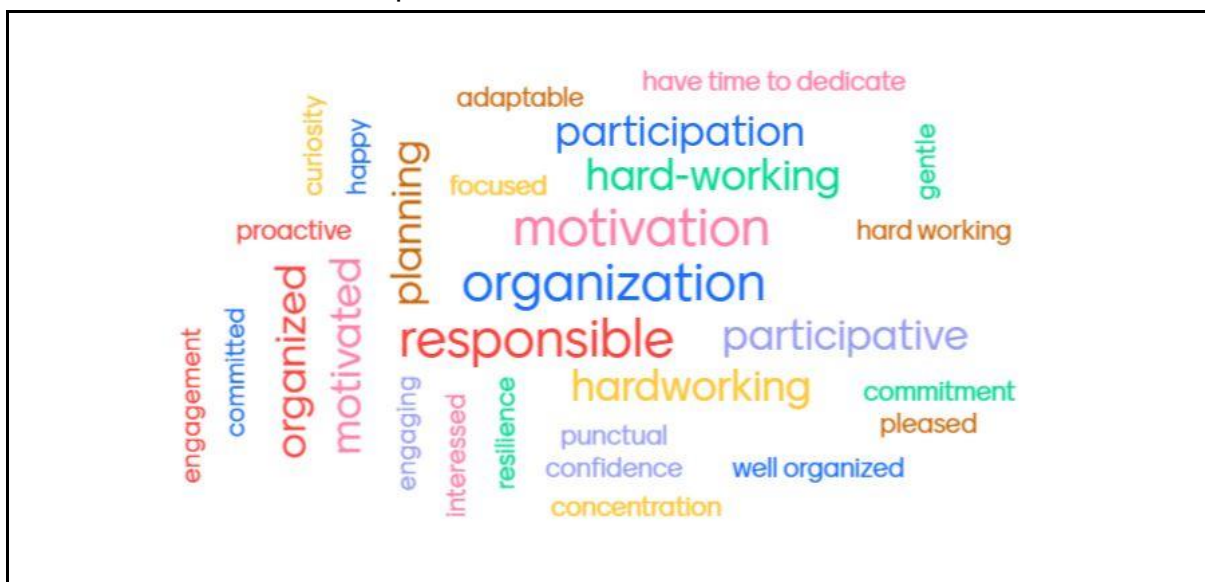 have time to dedicate
adaptable
curiosity
happy
participation
gentle
planning
focused
hard-working
proactive
motivation
hard working
organized
motivated
organization
engagement
committed
responsible
participative
hardworking
commitment
engaging
interessed
resilience
pleased
punctual
confidence
well organized
concentration